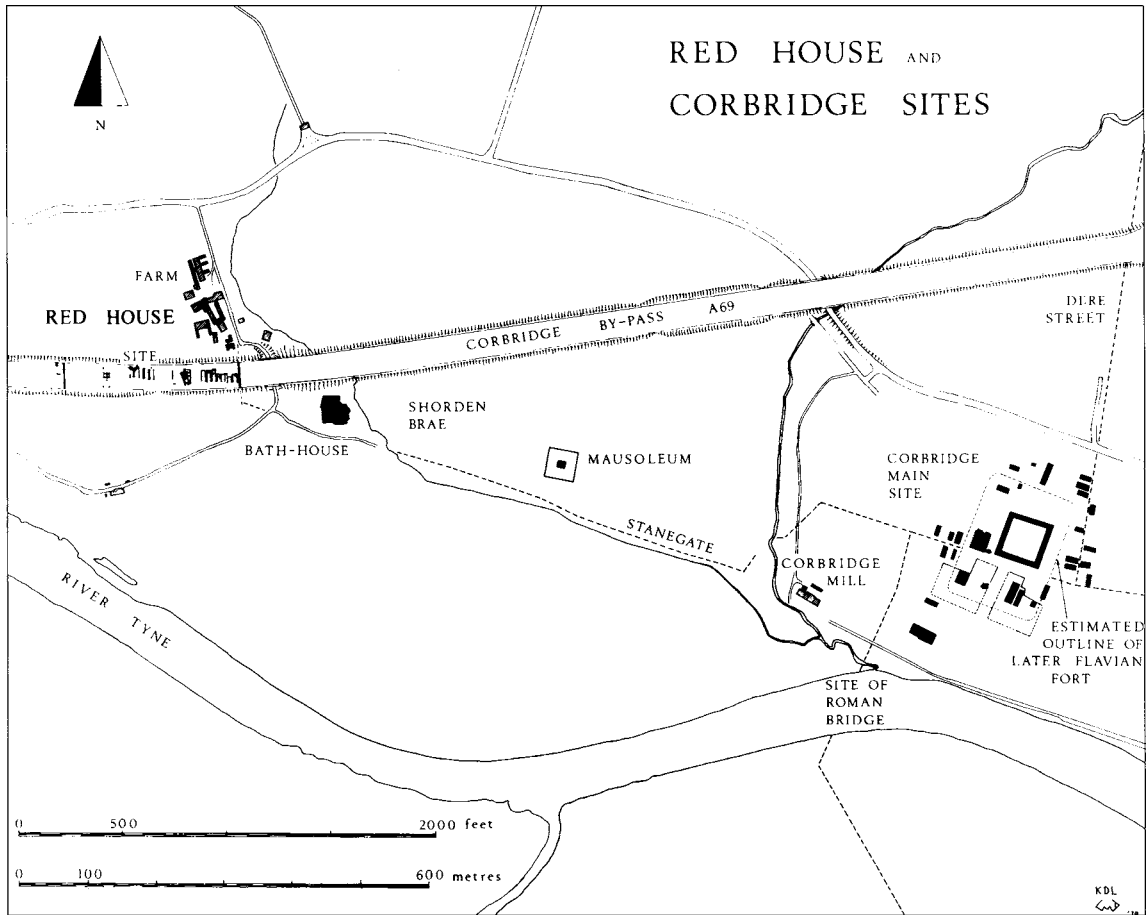 RED HOUSE AND
CORBRIDGE SITES
N
FARM
RED HOUSE
SITE
CORBRIDGE BY-PASS A69
DERE
STREET
SHORDEN
BRAE
BATH-HOUSE
MAUSOLEUM
CORBRIDGE
MAIN
SITE
STANEGATE
CORBRIDGE
MILL
RIVER TYNE
ESTIMATED
OUTLINE OF
LATER FLAVIAN
FORT
SITE OF
ROMAN
BRIDGE
0 500 2000 feet
0 100 600 metres
KDL